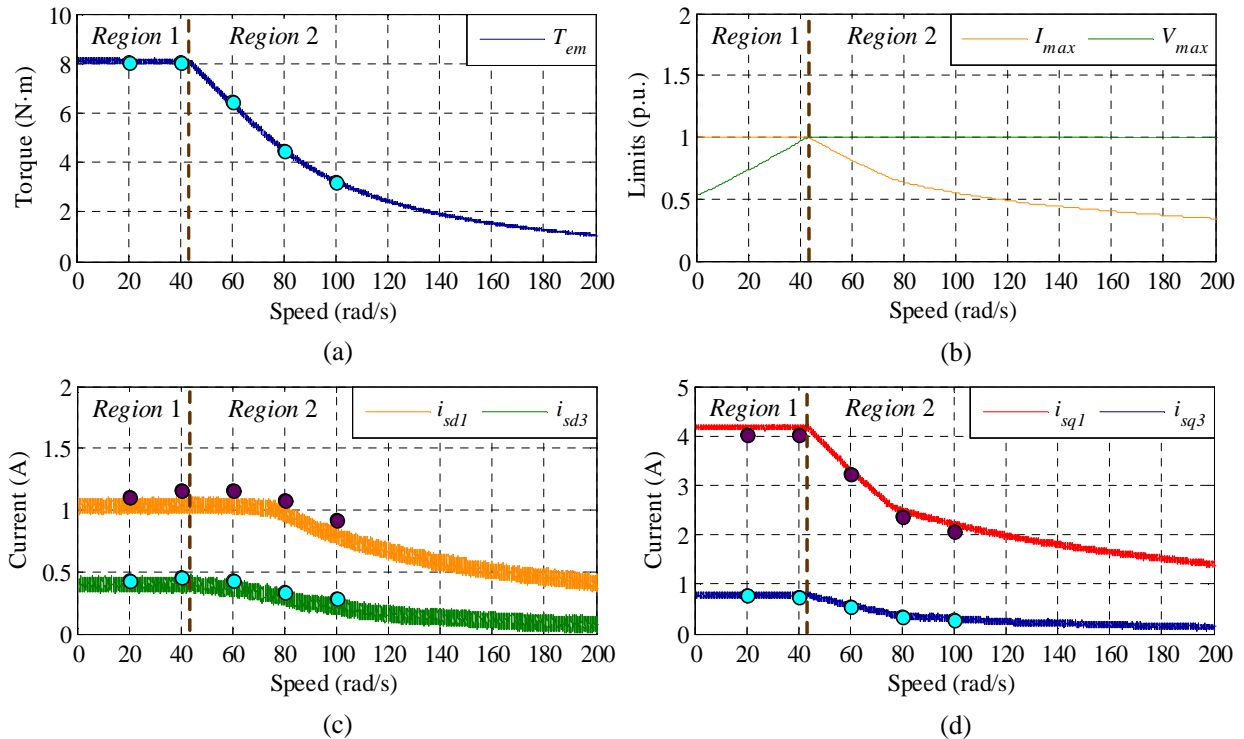 Region 1
Region 2
T_em
10
8
6
4
2
0
Torque (N·m)
0 20 40 60 80 100 120 140 160 180 200
Speed (rad/s)
(a)
Region 1
Region 2
I_max V_max
2
1.5
1
0.5
0
Limits (p.u.)
0 20 40 60 80 100 120 140 160 180 200
Speed (rad/s)
(b)
Region 1
Region 2
i_sd1 i_sd3
2
1.5
1
0.5
0
Current (A)
0 20 40 60 80 100 120 140 160 180 200
Speed (rad/s)
(c)
Region 1
Region 2
i_sq1 i_sq3
5
4
3
2
1
0
Current (A)
0 20 40 60 80 100 120 140 160 180 200
Speed (rad/s)
(d)